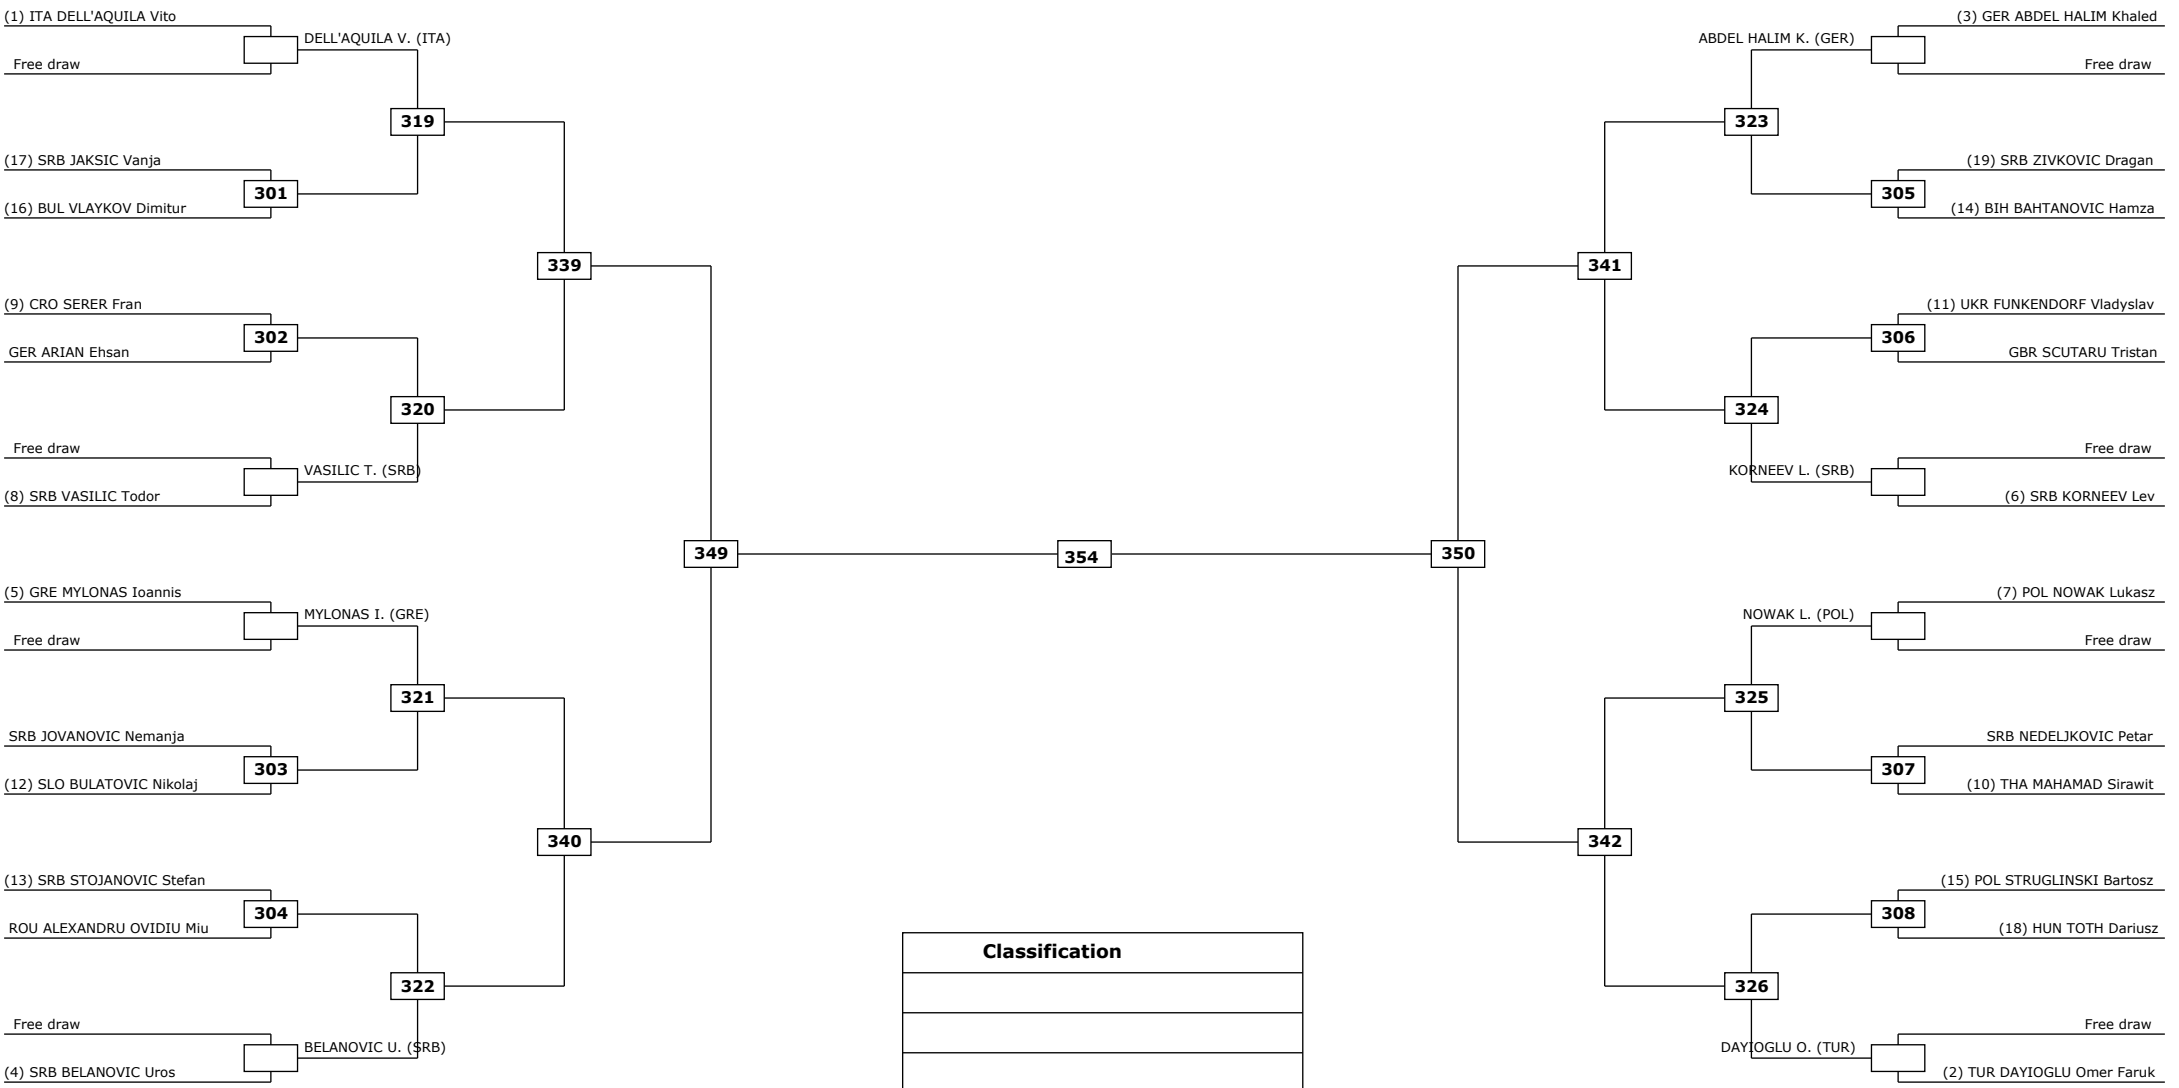 (1) ITA DELL'AQUILA Vito
DELL'AQUILA V. (ITA)
Free draw
319
(17) SRB JAKSIC Vanja
301
(16) BUL VLAYKOV Dimitur
339
(9) CRO SERER Fran
302
GER ARIAN Ehsan
320
Free draw
VASILIC T. (SRB)
(8) SRB VASILIC Todor
349
(5) GRE MYLONAS Ioannis
MYLONAS I. (GRE)
Free draw
321
SRB JOVANOVIC Nemanja
303
(12) SLO BULATOVIC Nikolaj
340
(13) SRB STOJANOVIC Stefan
304
ROU ALEXANDRU OVIDIU Miu
322
Free draw
BELANOVIC U. (SRB)
(4) SRB BELANOVIC Uros
354
Classification
(3) GER ABDEL HALIM Khaled
ABDEL HALIM K. (GER)
Free draw
323
(19) SRB ZIVKOVIC Dragan
305
(14) BIH BAHTANOVIC Hamza
341
(11) UKR FUNKENDORF Vladyslav
306
GBR SCUTARU Tristan
324
Free draw
KORNEEV L. (SRB)
(6) SRB KORNEEV Lev
350
(7) POL NOWAK Lukasz
NOWAK L. (POL)
Free draw
325
SRB NEDELJKOVIC Petar
307
(10) THA MAHAMAD Sirawit
342
(15) POL STRUGLINSKI Bartosz
308
(18) HUN TOTH Dariusz
326
Free draw
DAYIOGLU O. (TUR)
(2) TUR DAYIOGLU Omer Faruk